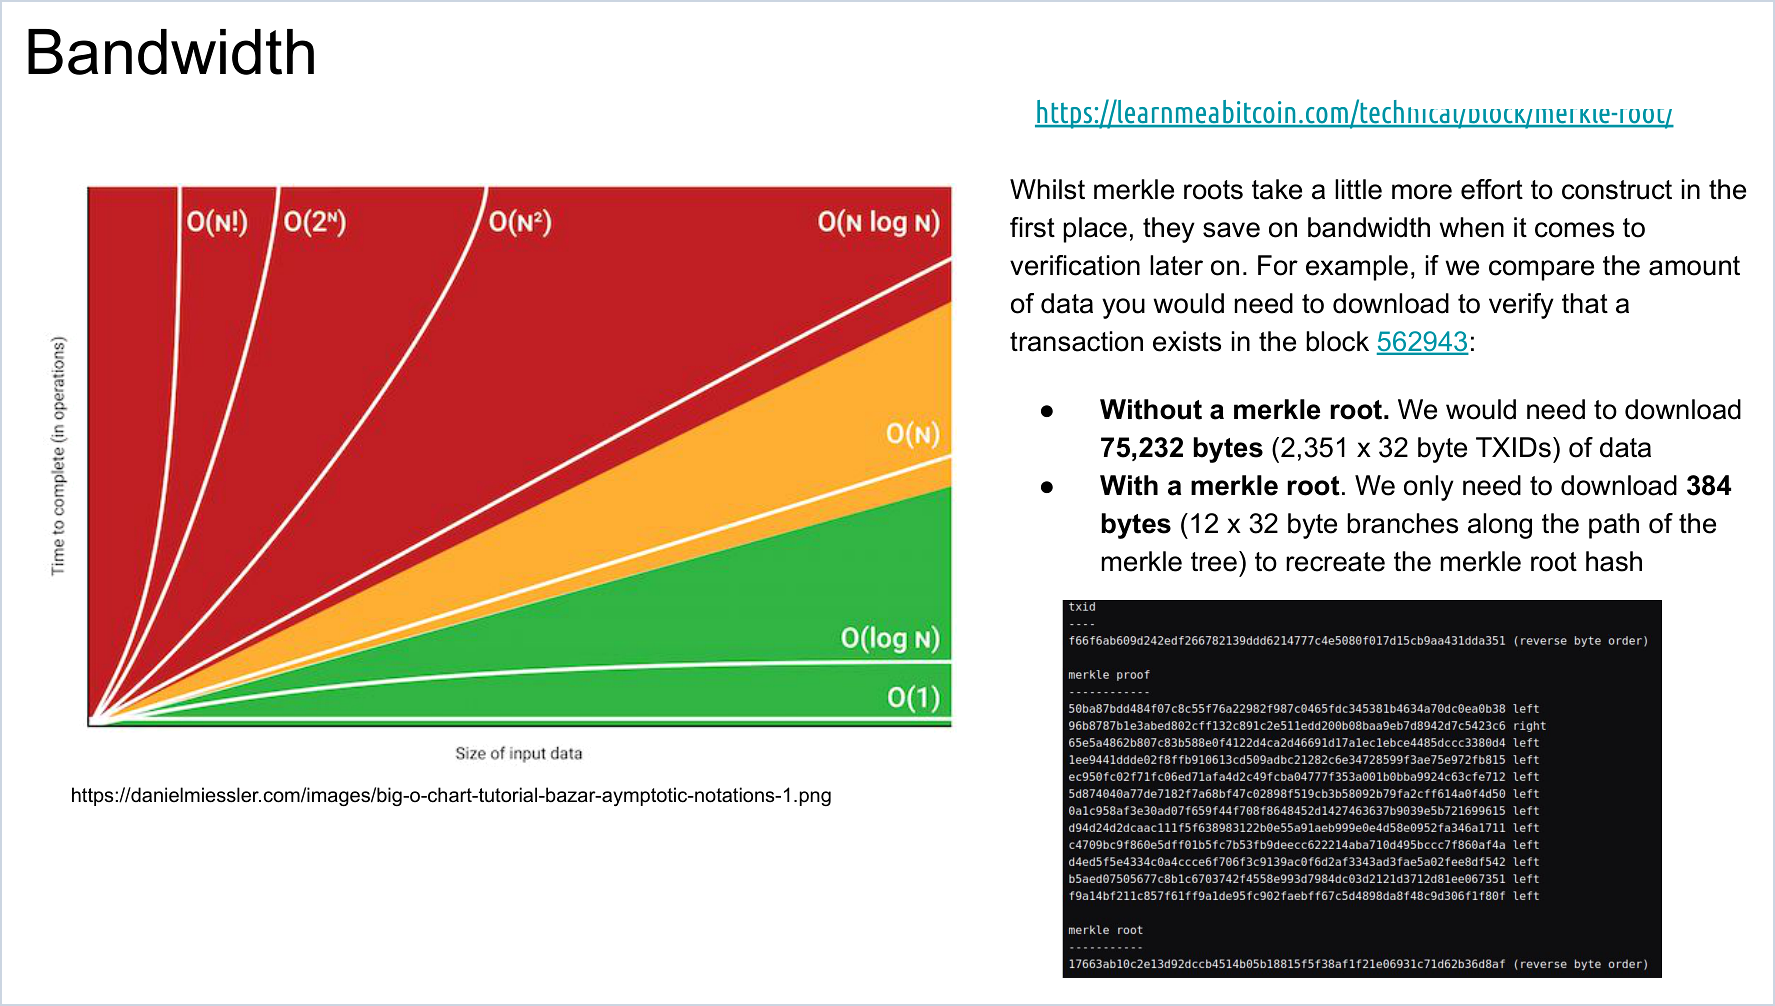 Bandwidth
https://learnmeabitcoin.com/technical/block/merkle-root/
O(N!)
O(2ᴺ)
O(N²)
O(N log N)
O(N)
O(log N)
O(1)
Time to complete (in operations)
Size of input data
https://danielmiessler.com/images/big-o-chart-tutorial-bazar-aymptotic-notations-1.png
Whilst merkle roots take a little more effort to construct in the
first place, they save on bandwidth when it comes to
verification later on. For example, if we compare the amount
of data you would need to download to verify that a
transaction exists in the block 562943:
● Without a merkle root. We would need to download
75,232 bytes (2,351 x 32 byte TXIDs) of data
● With a merkle root. We only need to download 384
bytes (12 x 32 byte branches along the path of the
merkle tree) to recreate the merkle root hash
txid
----
f66f6ab609d242edf266782139ddd6214777c4e5080f017d15cb9aa431dda351 (reverse byte order)
merkle proof
------------
50ba87bdd484f07c8c55f76a22982f987c0465fdc345381b4634a70dc0ea0b38 left
96b8787b1e3abed802cff132c891c2e511edd200b08baa9eb7d8942d7c5423c6 right
65e5a4862b807c83b588e0f4122d4ca2d46691d17a1ec1ebce4485dccc3380d4 left
1ee9441ddde02f8ffb910613cd509adbc21282c6e34728599f3ae75e972fb815 left
ec950fc02f71fc06ed71afa4d2c49fcba04777f353a001b0bba9924c63cfe712 left
5d874040a77de7182f7a68bf47c02898f519cb3b58092b79fa2cff614a0f4d50 left
0a1c958af3e30ad07f659f44f708f8648452d1427463637b9039e5b721699615 left
d94d24d2dcaac111f5f638983122b0e55a91aeb999e0e4d58e0952fa346a1711 left
c4709bc9f860e5dff01b5fc7b53fb9deecc622214aba710d495bccc7f860af4a left
d4ed5f5e4334c0a4ccce6f706f3c9139ac0f6d2af3343ad3fae5a02fee8df542 left
b5aed07505677c8b1c6703742f4558e993d7984dc03d2121d3712d81ee067351 left
f9a14bf211c857f61ff9a1de95fc902faebff67c5d4898da8f48c9d306f1f80f left
merkle root
-----------
17663ab10c2e13d92dccb4514b05b18815f5f38af1f21e06931c71d62b36d8af (reverse byte order)